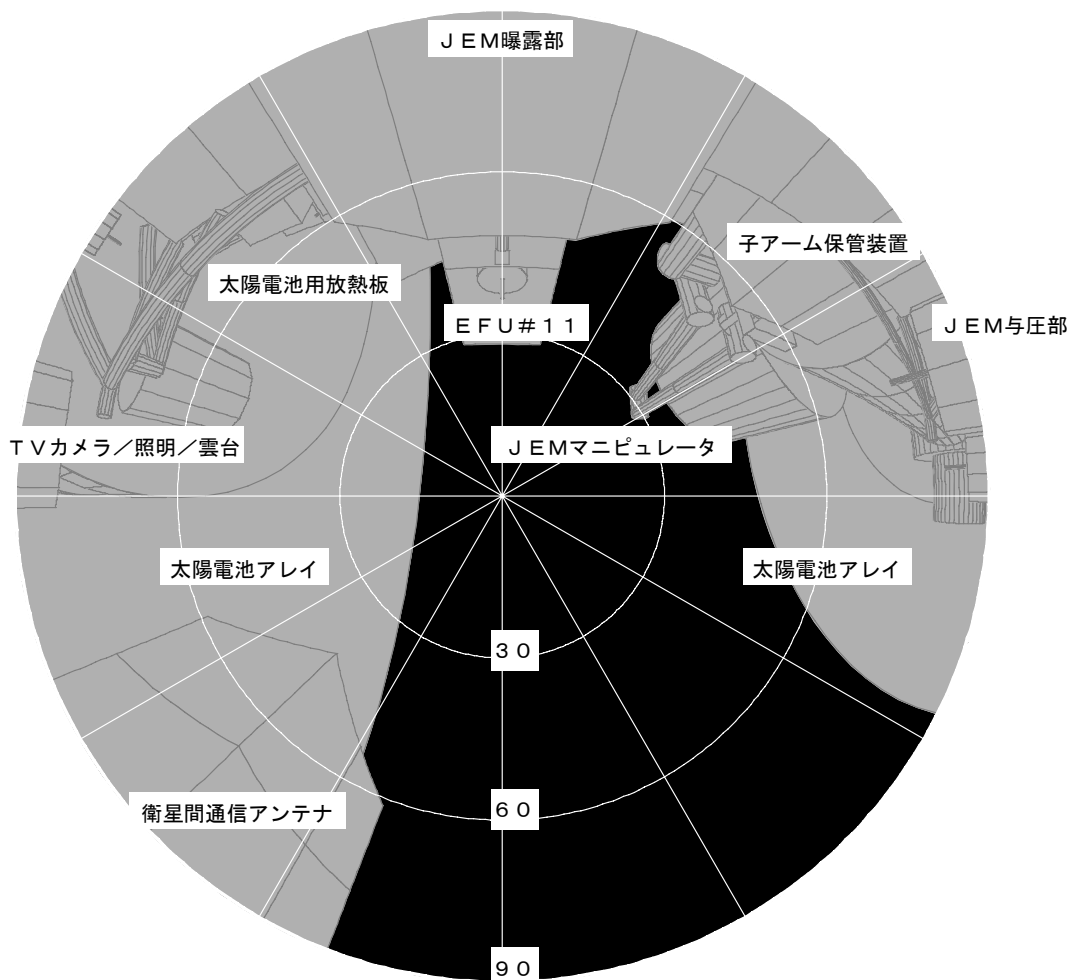 ＪＥＭ曝露部
子アーム保管装置
太陽電池用放熱板
ＥＦＵ＃１１
ＪＥＭ与圧部
ＴＶカメラ／照明／雲台
ＪＥＭマニピュレータ
太陽電池アレイ
太陽電池アレイ
３０
６０
衛星間通信アンテナ
９０